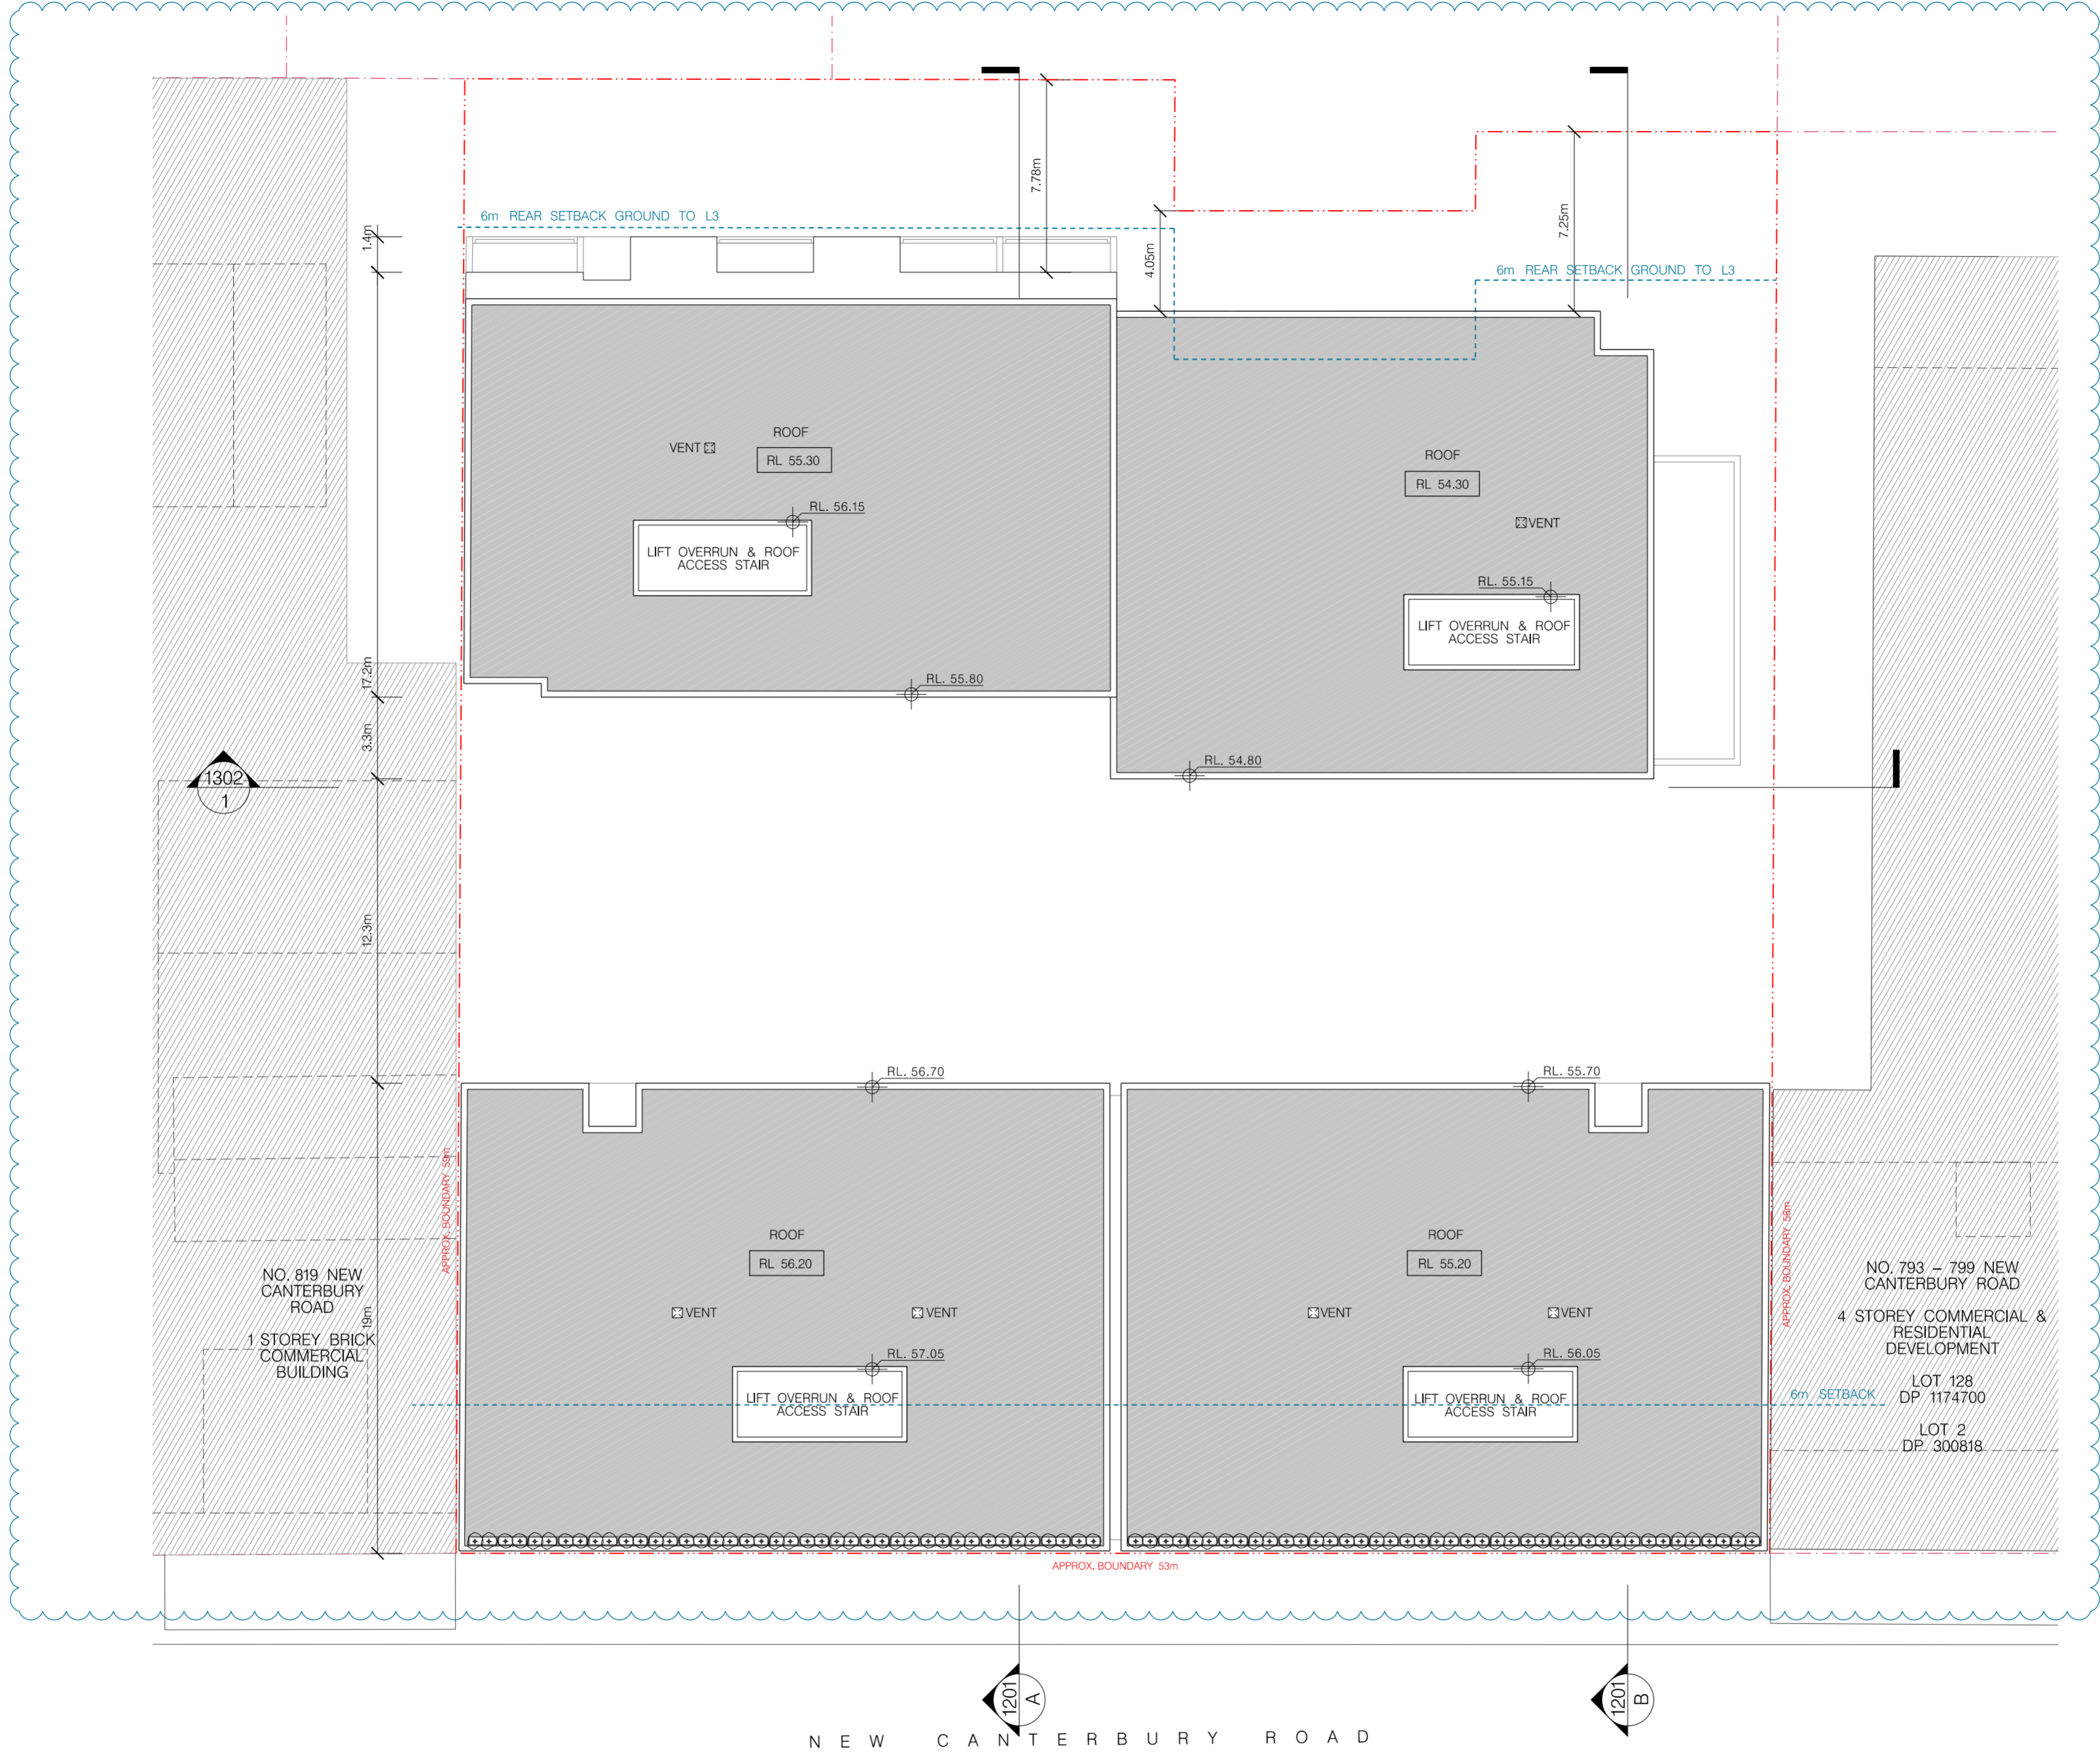 7.78m
6m REAR SETBACK GROUND TO L3
1.4m
4.05m
7.25m
6m REAR SETBACK GROUND TO L3
ROOF
VENT
RL 55.30
RL. 56.15
LIFT OVERRUN & ROOF
ACCESS STAIR
ROOF
RL 54.30
VENT
RL. 55.15
LIFT OVERRUN & ROOF
ACCESS STAIR
17.2m
RL. 55.80
3.3m
RL. 54.80
1302
1
12.3m
RL. 56.70
RL. 55.70
APPROX. BOUNDARY 59m
APPROX. BOUNDARY 58m
ROOF
RL 56.20
ROOF
RL 55.20
NO. 819 NEW
CANTERBURY
ROAD
1 STOREY BRICK
COMMERCIAL
BUILDING
19m
VENT
VENT
VENT
VENT
NO. 793 – 799 NEW
CANTERBURY ROAD
4 STOREY COMMERCIAL &
RESIDENTIAL
DEVELOPMENT
LOT 128
DP 1174700
LOT 2
DP 300818
RL. 57.05
RL. 56.05
LIFT OVERRUN & ROOF
ACCESS STAIR
LIFT OVERRUN & ROOF
ACCESS STAIR
6m SETBACK
APPROX. BOUNDARY 53m
1201
A
1201
B
NEW CANTERBURY ROAD